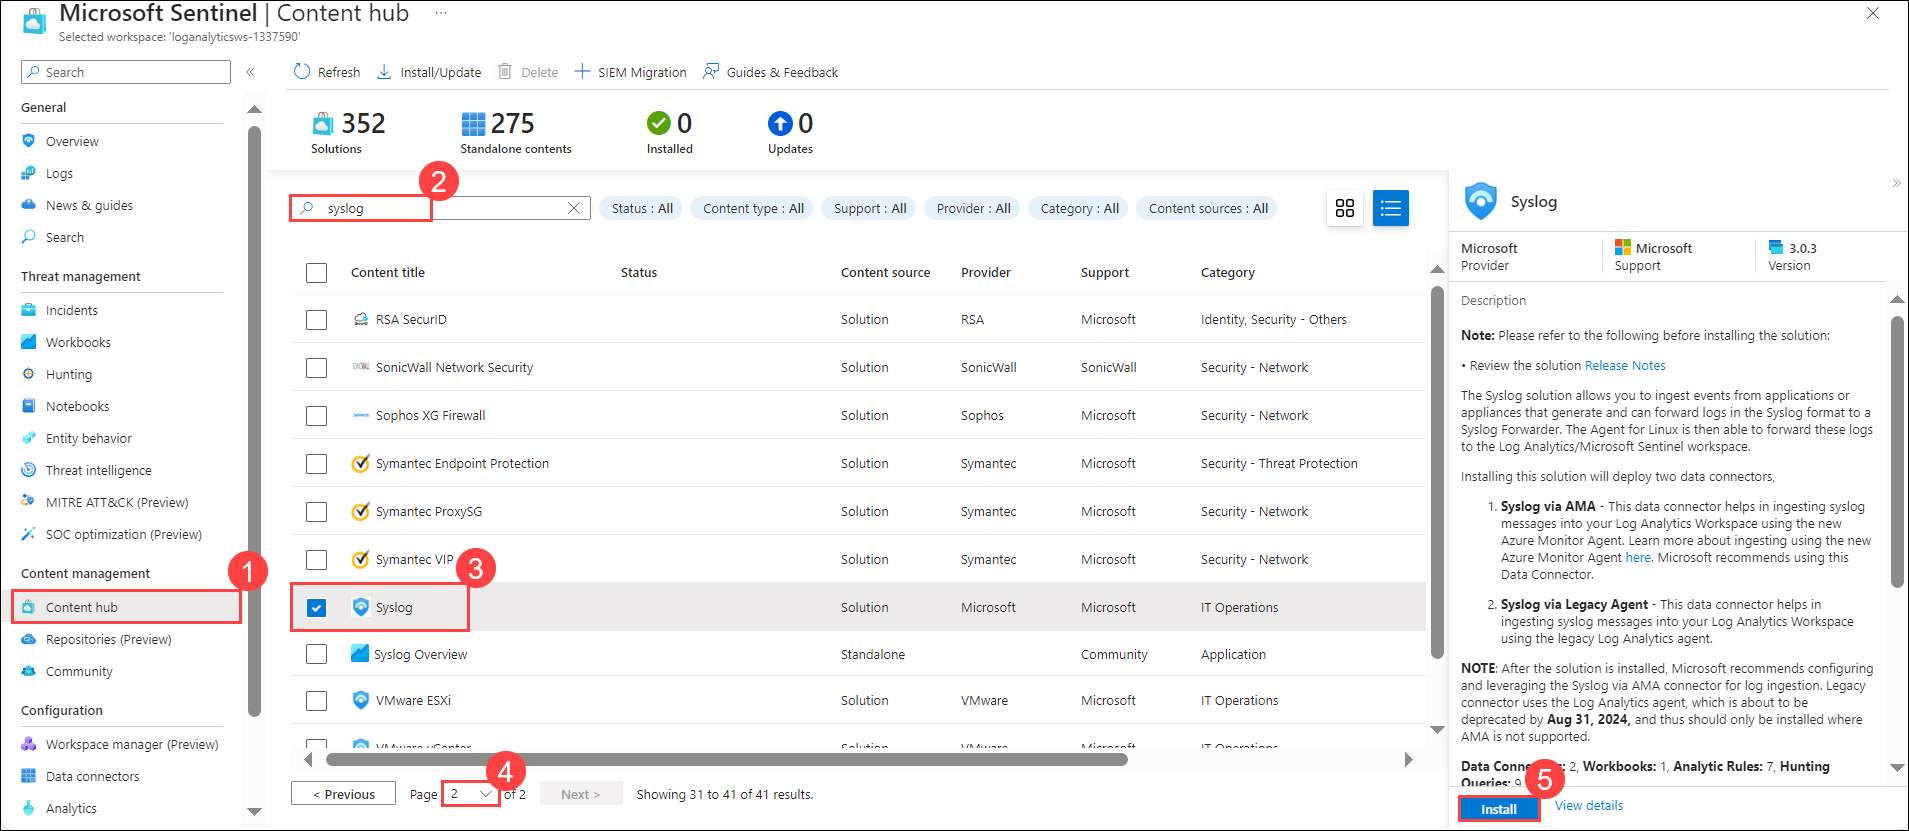 Microsoft Sentinel | Content hub ...
Selected workspace: 'loganalyticsws-1337590'
Search
«
General
Overview
Logs
News & guides
Search
Threat management
Incidents
Workbooks
Hunting
Notebooks
Entity behavior
Threat intelligence
MITRE ATT&CK (Preview)
SOC optimization (Preview)
Content management
1
Content hub
Repositories (Preview)
Community
Configuration
Workspace manager (Preview)
Data connectors
Analytics
Refresh Install/Update Delete SIEM Migration Guides & Feedback
352 275 0 0
Solutions Standalone contents Installed Updates
2
syslog Status : All Content type : All Support : All Provider : All Category : All Content sources : All
Content title Status Content source Provider Support Category
RSA SecurID Solution RSA Microsoft Identity, Security - Others
SonicWall Network Security Solution SonicWall SonicWall Security - Network
Sophos XG Firewall Solution Sophos Microsoft Security - Network
Symantec Endpoint Protection Solution Symantec Microsoft Security - Threat Protection
Symantec ProxySG Solution Symantec Microsoft Security - Network
Symantec VIP Solution Symantec Microsoft Security - Network
3
Syslog Solution Microsoft Microsoft IT Operations
Syslog Overview Standalone Community Application
VMware ESXi Solution VMware Microsoft IT Operations
VMware vCenter Solution VMware Microsoft IT Operations
4
< Previous Page 2 of 2 Next > Showing 31 to 41 of 41 results.
»
Syslog
Microsoft Microsoft 3.0.3
Provider Support Version
Description
Note: Please refer to the following before installing the solution:
• Review the solution Release Notes
The Syslog solution allows you to ingest events from applications or
appliances that generate and can forward logs in the Syslog format to a
Syslog Forwarder. The Agent for Linux is then able to forward these logs
to the Log Analytics/Microsoft Sentinel workspace.
Installing this solution will deploy two data connectors,
1. Syslog via AMA - This data connector helps in ingesting syslog
messages into your Log Analytics Workspace using the new
Azure Monitor Agent. Learn more about ingesting using the new
Azure Monitor Agent here. Microsoft recommends using this
Data Connector.
2. Syslog via Legacy Agent - This data connector helps in
ingesting syslog messages into your Log Analytics Workspace
using the legacy Log Analytics agent.
NOTE: After the solution is installed, Microsoft recommends configuring
and leveraging the Syslog via AMA connector for log ingestion. Legacy
connector uses the Log Analytics agent, which is about to be
deprecated by Aug 31, 2024, and thus should only be installed where
AMA is not supported.
Data : 2, Workbooks: 1, Analytic Rules: 7, Hunting
Queries: 9
5
Install View details